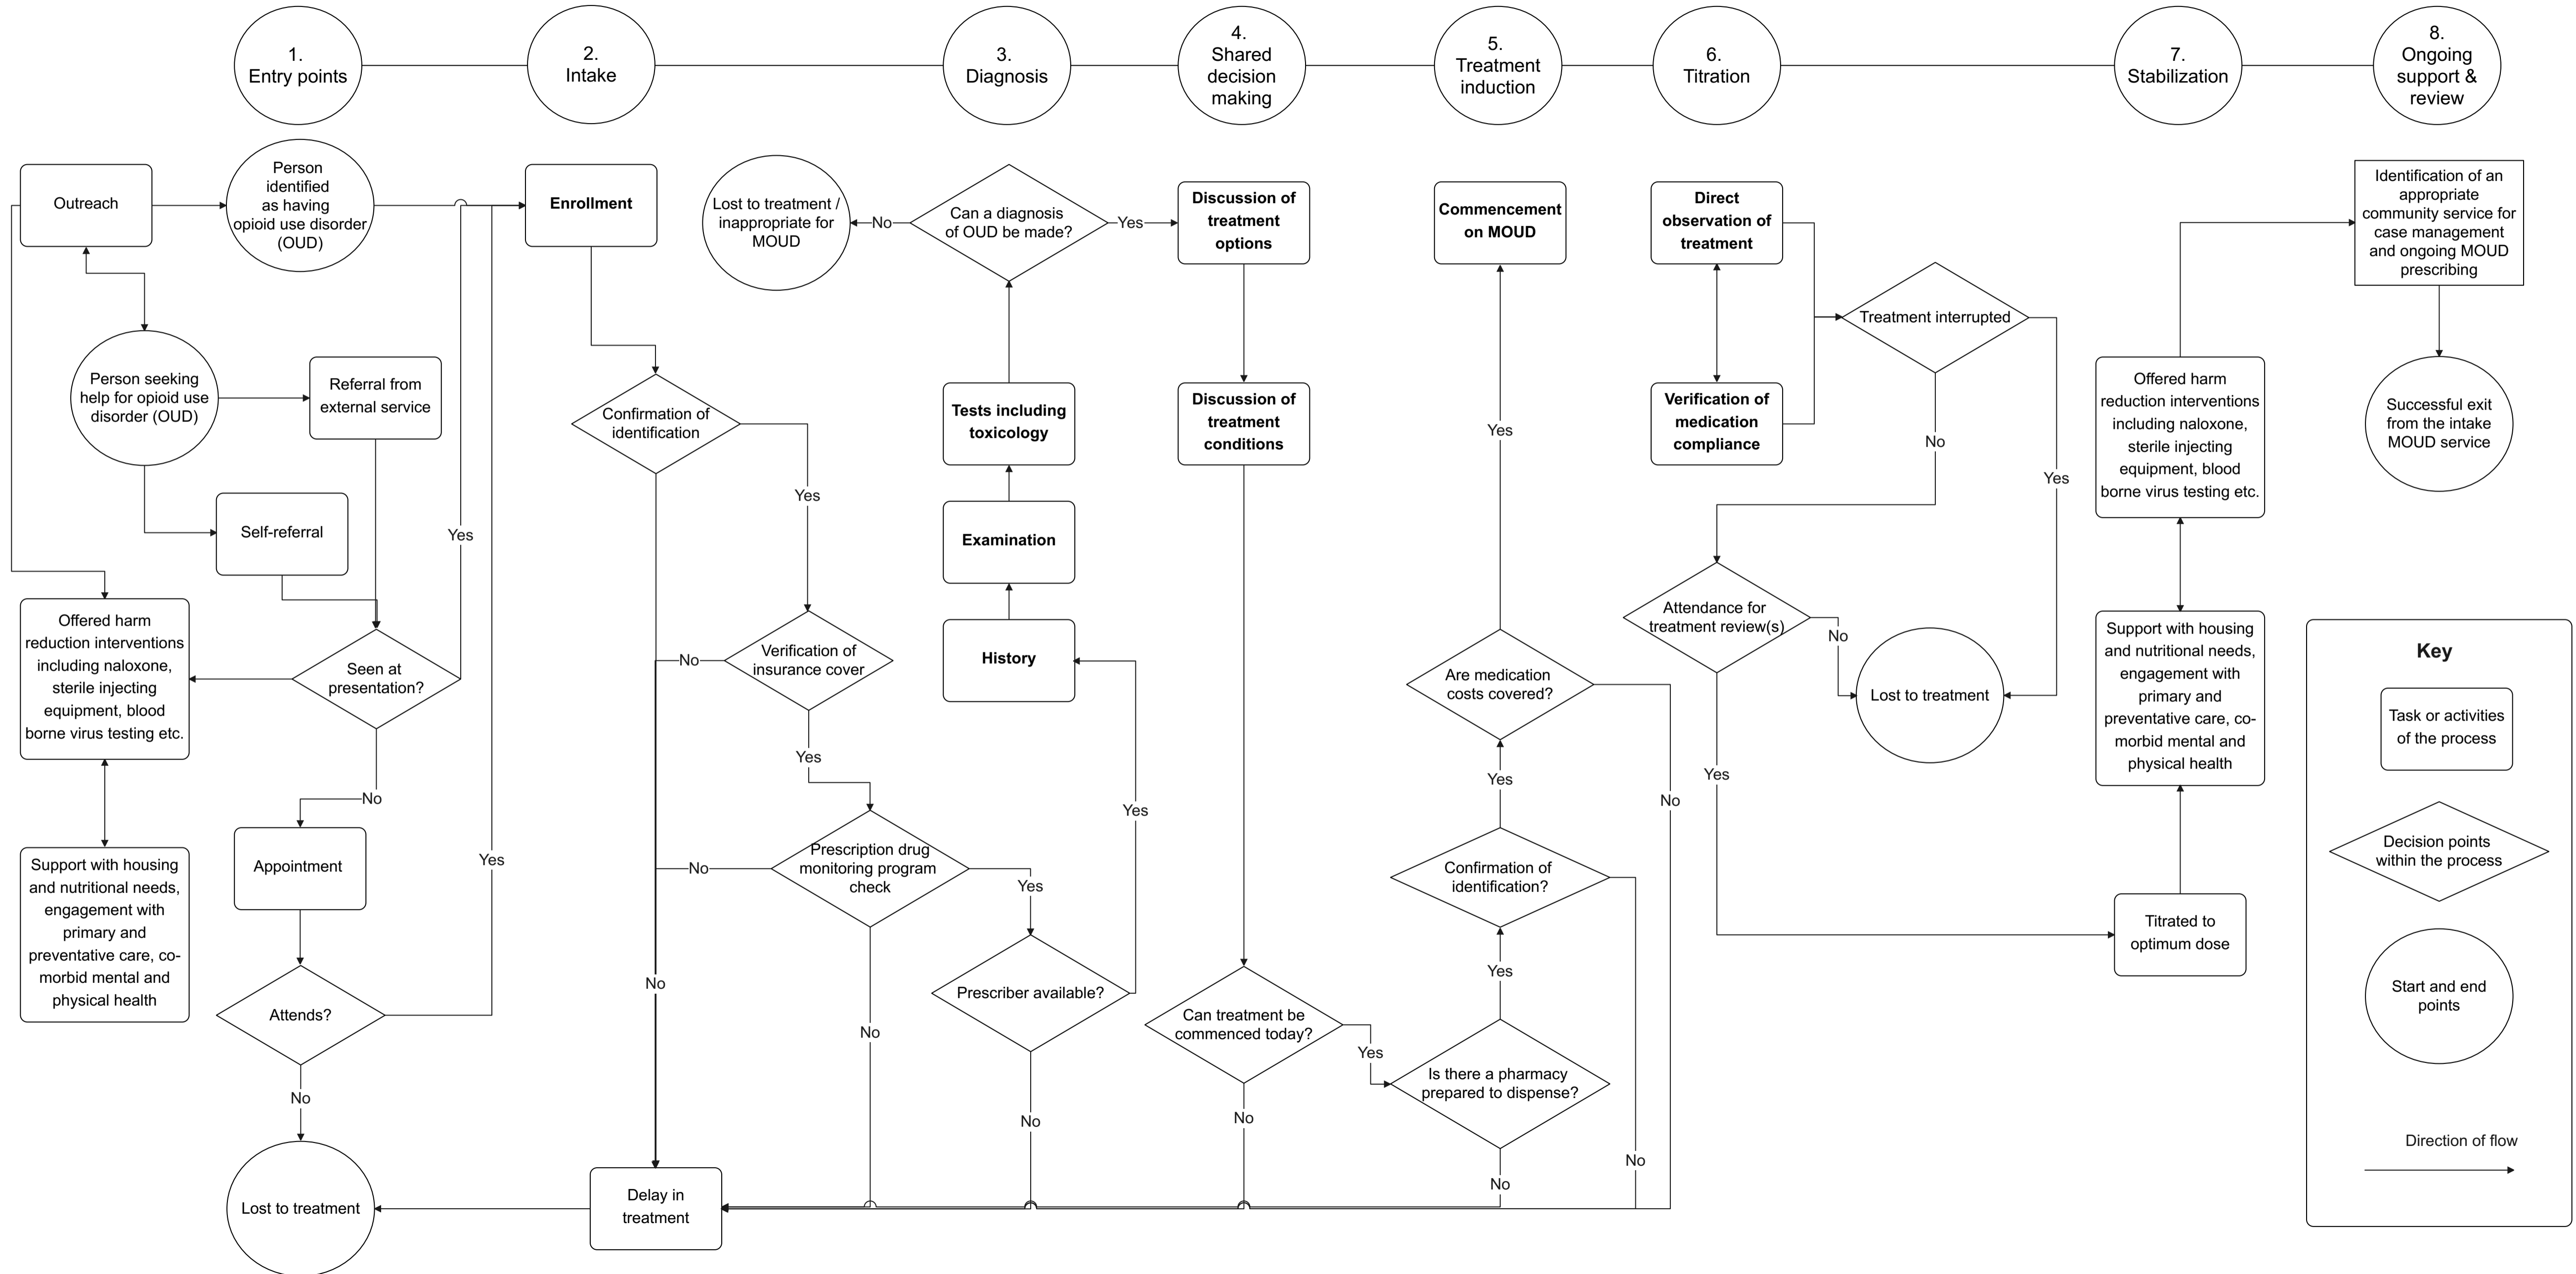 1.
Entry points
2.
Intake
3.
Diagnosis
4.
Shared
decision
making
5.
Treatment
induction
6.
Titration
7.
Stabilization
8.
Ongoing
support &
review
Outreach
Person
identified
as having
opioid use disorder
(OUD)
Person seeking
help for opioid use
disorder (OUD)
Referral from
external service
Self-referral
Offered harm
reduction interventions
including naloxone,
sterile injecting
equipment, blood
borne virus testing etc.
Seen at
presentation?
Yes
No
Support with housing
and nutritional needs,
engagement with
primary and
preventative care, co-
morbid mental and
physical health
Appointment
Attends?
Yes
No
Lost to treatment
Enrollment
Confirmation of
identification
Yes
No
Verification of
insurance cover
No
Yes
Prescription drug
monitoring program
check
No
Yes
No
Prescriber available?
Yes
No
Delay in
treatment
Lost to treatment /
inappropriate for
MOUD
No
Can a diagnosis
of OUD be made?
Yes
Tests including
toxicology
Examination
History
Discussion of
treatment
options
Discussion of
treatment
conditions
Can treatment be
commenced today?
Yes
No
Commencement
on MOUD
Yes
Are medication
costs covered?
No
Yes
Confirmation of
identification?
No
Yes
Is there a pharmacy
prepared to dispense?
No
Direct
observation of
treatment
Verification of
medication
compliance
Treatment interrupted
No
Yes
Attendance for
treatment review(s)
No
Yes
Lost to treatment
Offered harm
reduction interventions
including naloxone,
sterile injecting
equipment, blood
borne virus testing etc.
Support with housing
and nutritional needs,
engagement with
primary and
preventative care, co-
morbid mental and
physical health
Titrated to
optimum dose
Identification of an
appropriate
community service for
case management
and ongoing MOUD
prescribing
Successful exit
from the intake
MOUD service
Key
Task or activities
of the process
Decision points
within the process
Start and end
points
Direction of flow